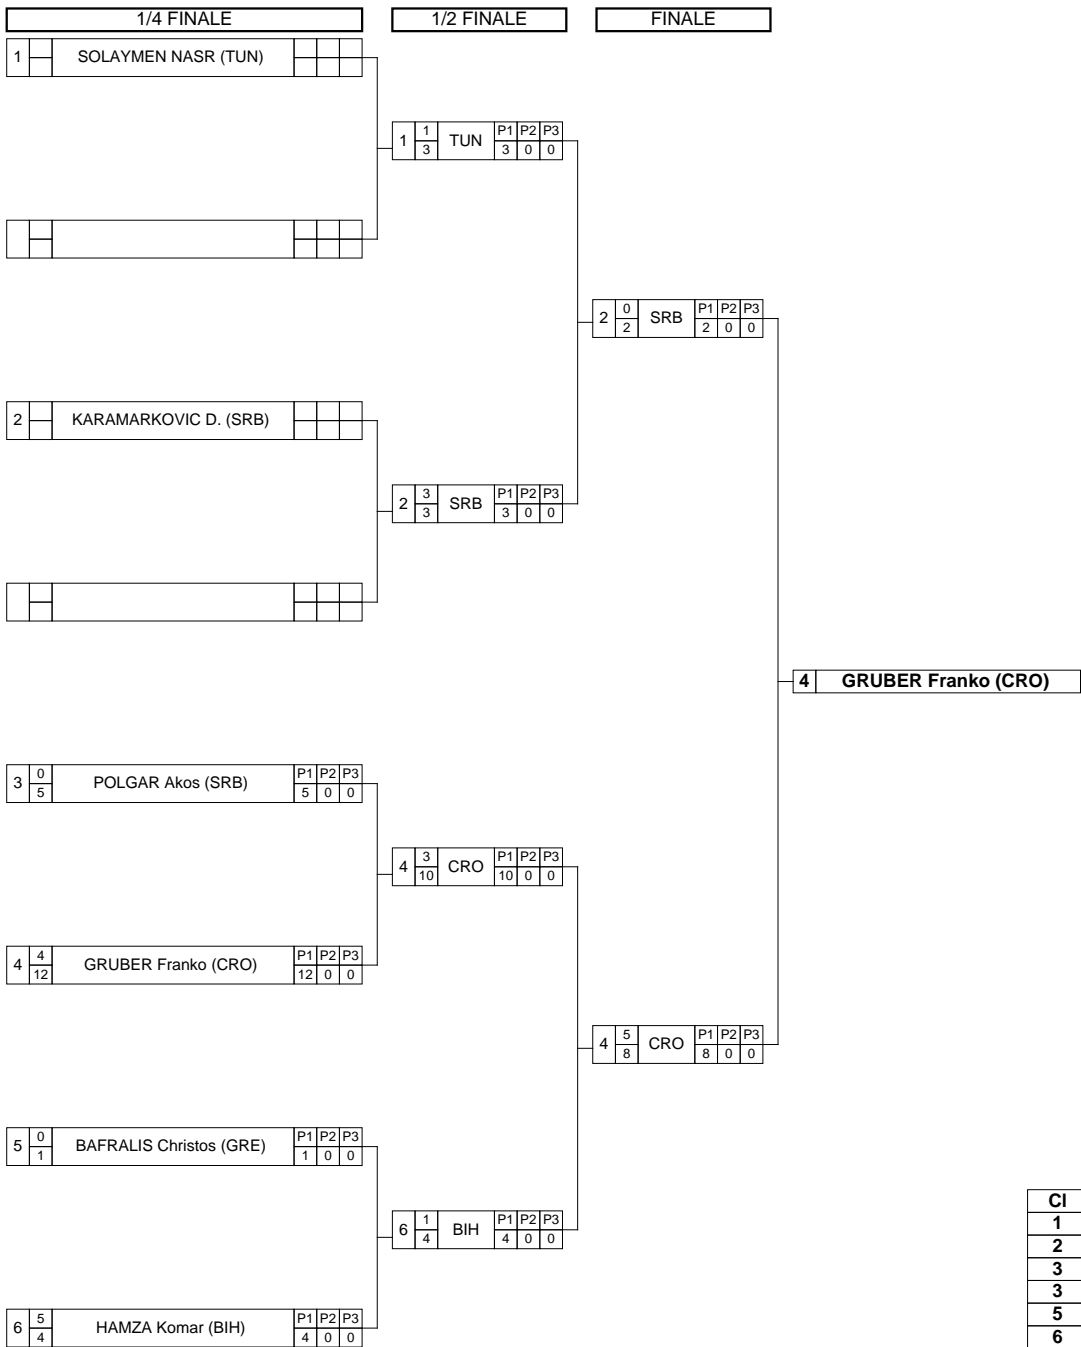 1/4 FINALE 1/2 FINALE FINALE
1 SOLAYMEN NASR (TUN)
1 1 TUN P1 P2 P3
3 3 0 0
2 0 SRB P1 P2 P3
2 2 0 0
2 KARAMARKOVIC D. (SRB)
2 3 SRB P1 P2 P3
3 3 0 0
4 GRUBER Franko (CRO)
3 0 POLGAR Akos (SRB) P1 P2 P3
5 5 0 0
4 3 CRO P1 P2 P3
10 10 0 0
4 4 GRUBER Franko (CRO) P1 P2 P3
12 12 0 0
4 5 CRO P1 P2 P3
8 8 0 0
5 0 BAFRALIS Christos (GRE) P1 P2 P3
1 1 0 0
6 1 BIH P1 P2 P3
4 4 0 0
6 5 HAMZA Komar (BIH) P1 P2 P3
4 4 0 0
Cl
1
2
3
3
5
6